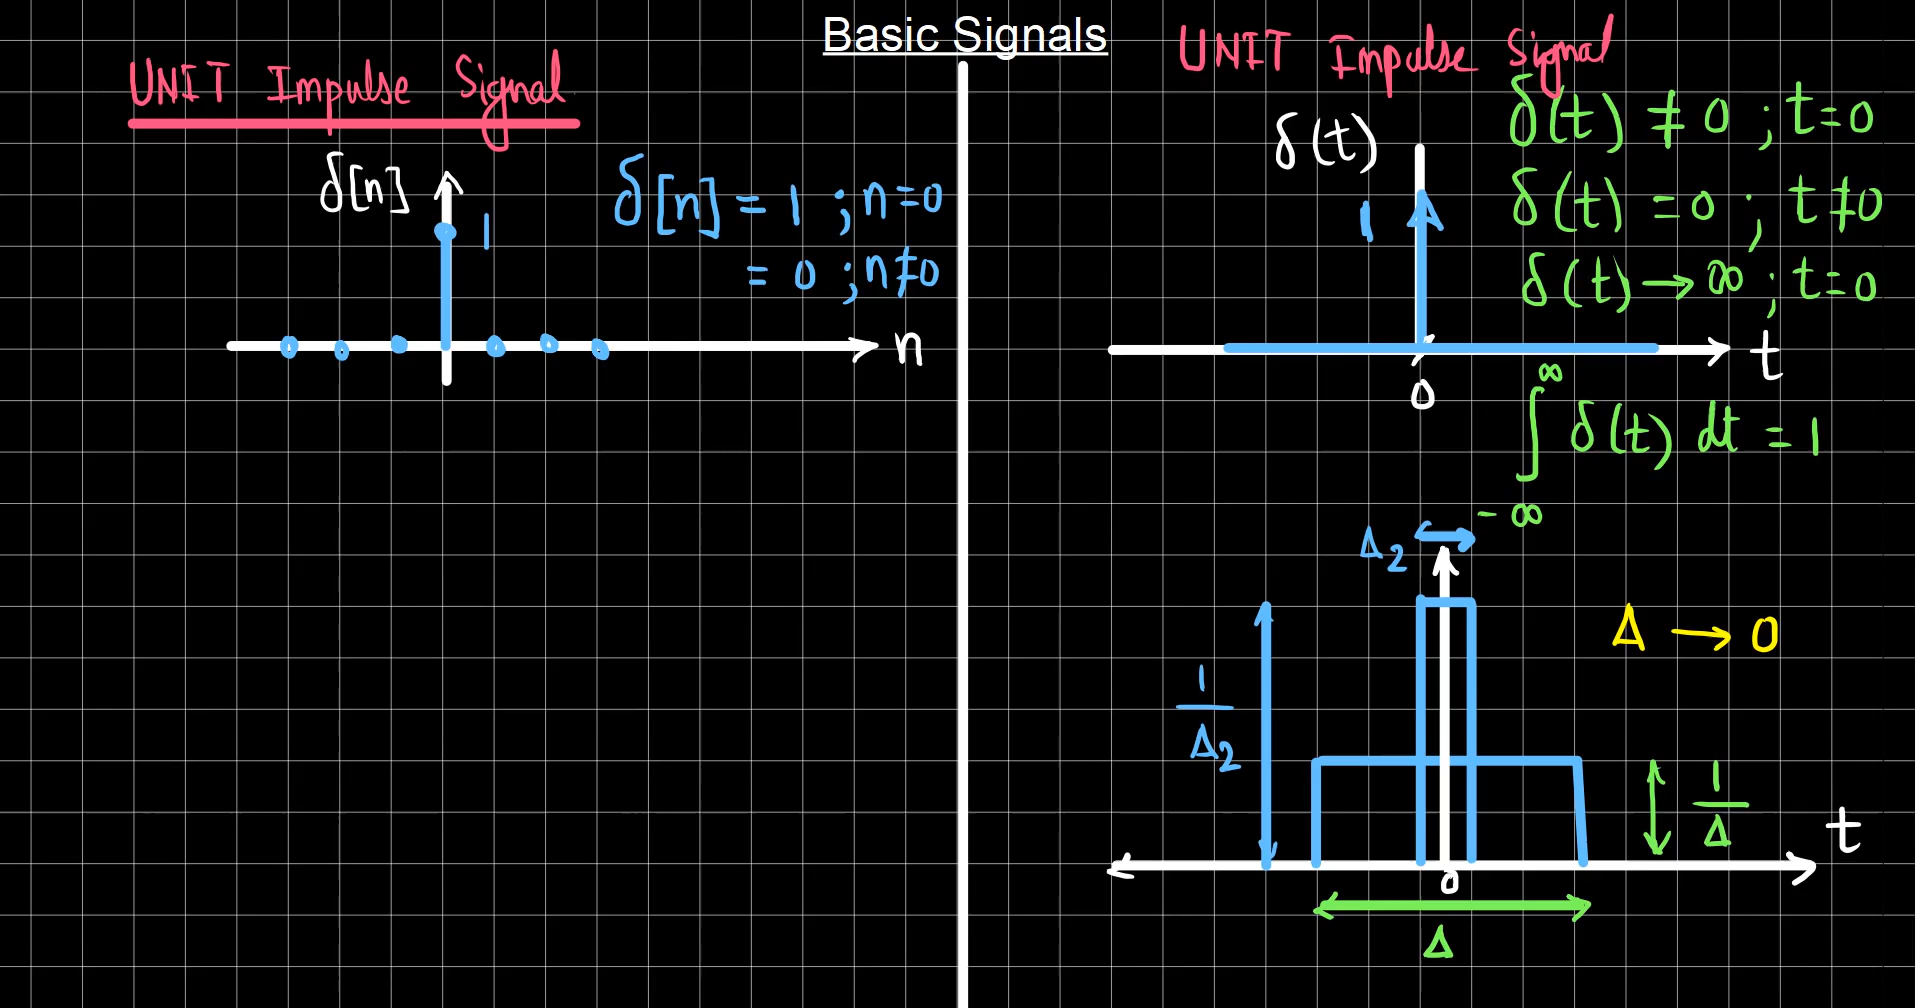 Basic Signals
UNIT Impulse Signal
δ[n]
1
δ[n] = 1 ; n=0
= 0 ; n≠0
n
UNIT Impulse Signal
δ(t)
1
δ(t) ≠ 0 ; t=0
δ(t) = 0 ; t≠0
δ(t) → ∞ ; t=0
t
0
∫_{-∞}^{∞} δ(t) dt = 1
Δ2
Δ → 0
1/Δ2
1/Δ
t
0
Δ